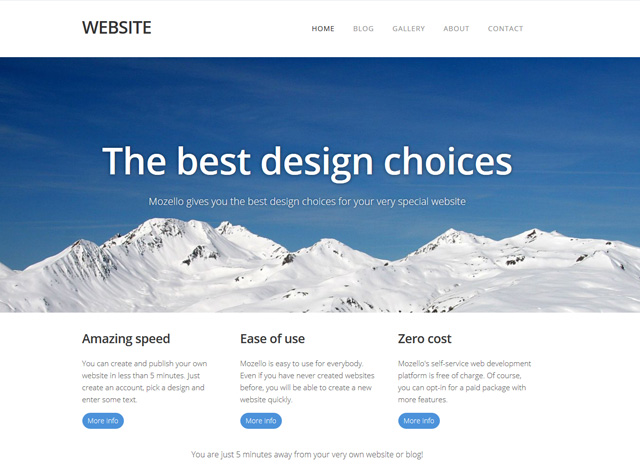 WEBSITE
HOME BLOG GALLERY ABOUT CONTACT
The best design choices
Mozello gives you the best design choices for your very special website
Amazing speed
You can create and publish your own
website in less than 5 minutes. Just
create an account, pick a design and
enter some text.
More info
Ease of use
Mozello is easy to use for everybody.
Even if you have never created websites
before, you will be able to create a new
website quickly.
More info
Zero cost
Mozello's self-service web development
platform is free of charge. Of course,
you can opt-in for a paid package with
more features.
More info
You are just 5 minutes away from your very own website or blog!